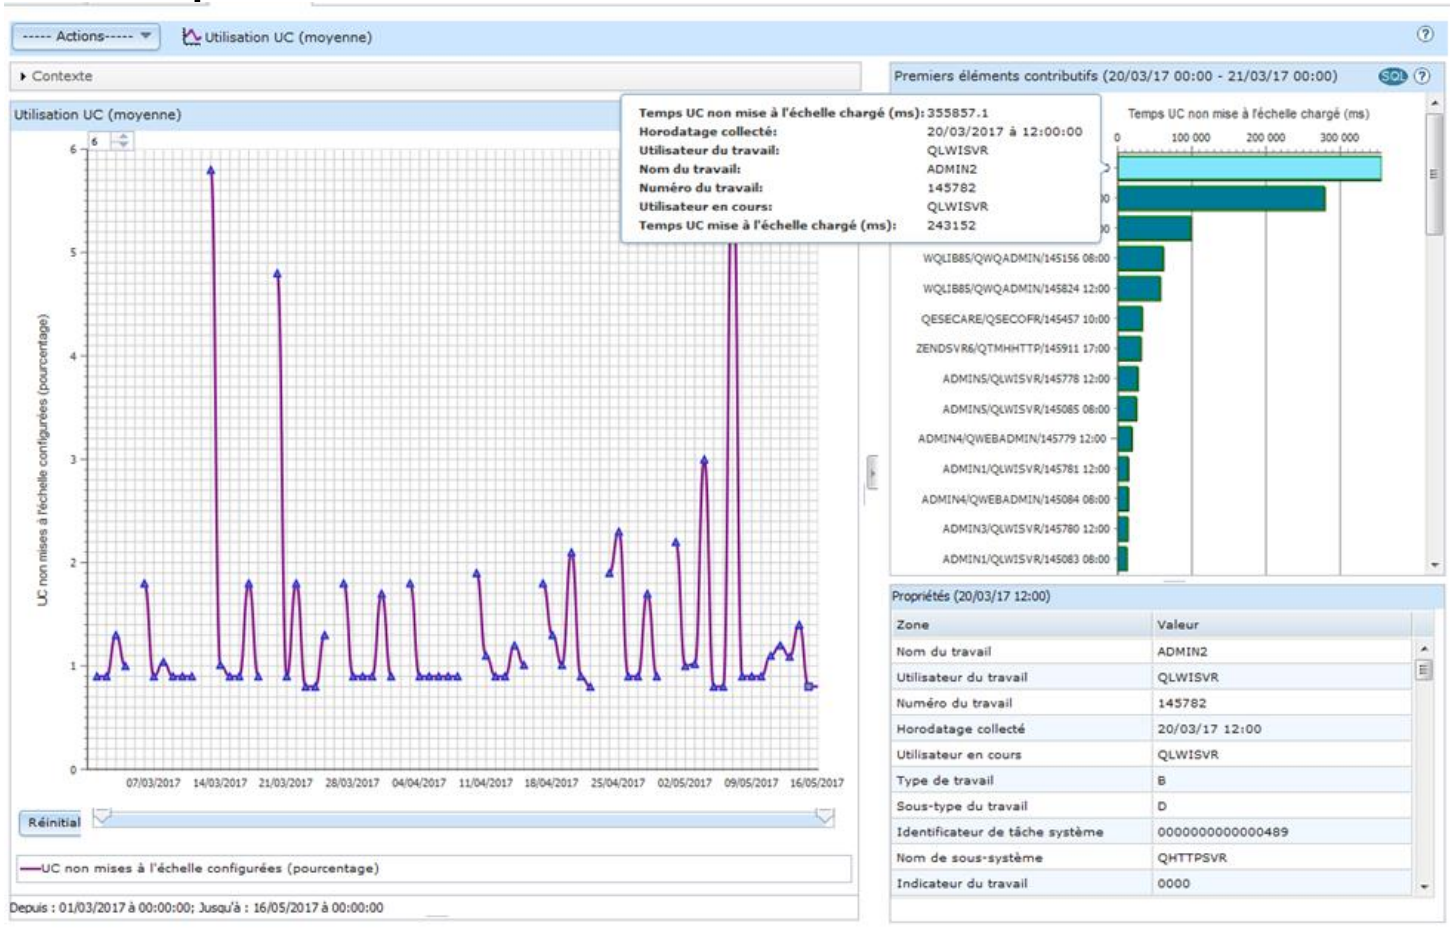 ----- Actions-----
Utilisation UC (moyenne)
Contexte
Utilisation UC (moyenne)
6
6
5
4
3
2
1
0
UC non mises à l'échelle configurées (pourcentage)
07/03/2017 14/03/2017 21/03/2017 28/03/2017 04/04/2017 11/04/2017 18/04/2017 25/04/2017 02/05/2017 09/05/2017 16/05/2017
Réinitial
UC non mises à l'échelle configurées (pourcentage)
Depuis : 01/03/2017 à 00:00:00; Jusqu'à : 16/05/2017 à 00:00:00
Temps UC non mise à l'échelle chargé (ms): 355857.1
Horodatage collecté: 20/03/2017 à 12:00:00
Utilisateur du travail: QLWISVR
Nom du travail: ADMIN2
Numéro du travail: 145782
Utilisateur en cours: QLWISVR
Temps UC mise à l'échelle chargé (ms): 243152
Premiers éléments contributifs (20/03/17 00:00 - 21/03/17 00:00) SQL ?
Temps UC non mise à l'échelle chargé (ms)
0 100 000 200 000 300 000
WQLIB85/QWQADMIN/145156 08:00
WQLIB85/QWQADMIN/145824 12:00
QESECARE/QSECOFR/145457 10:00
ZENDSVR6/QTMHHTTP/145911 17:00
ADMIN5/QLWISVR/145778 12:00
ADMIN5/QLWISVR/145085 08:00
ADMIN4/QWEBADMIN/145779 12:00
ADMIN1/QLWISVR/145781 12:00
ADMIN4/QWEBADMIN/145084 08:00
ADMIN3/QLWISVR/145780 12:00
ADMIN1/QLWISVR/145083 08:00
Propriétés (20/03/17 12:00)
Zone Valeur
Nom du travail ADMIN2
Utilisateur du travail QLWISVR
Numéro du travail 145782
Horodatage collecté 20/03/17 12:00
Utilisateur en cours QLWISVR
Type de travail B
Sous-type du travail D
Identificateur de tâche système 0000000000000489
Nom de sous-système QHTTPSVR
Indicateur du travail 0000